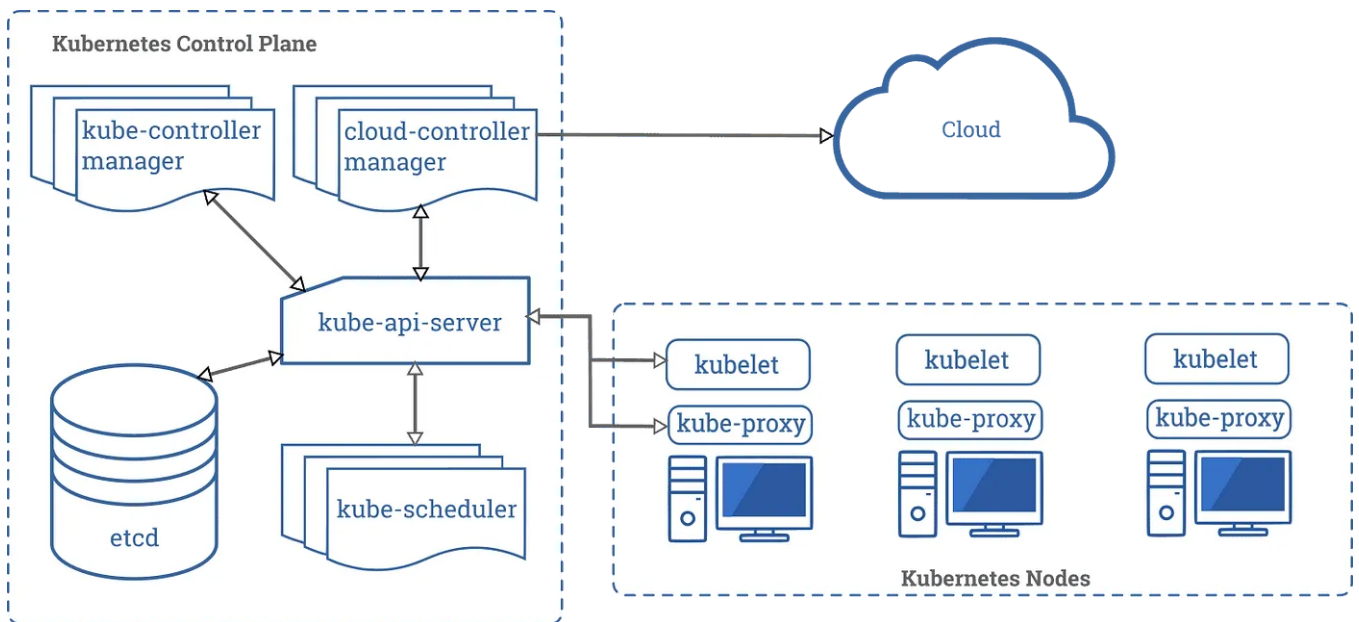 Kubernetes Control Plane
kube-controller
manager
cloud-controller
manager
Cloud
kube-api-server
etcd
kube-scheduler
kubelet
kube-proxy
kubelet
kube-proxy
kubelet
kube-proxy
Kubernetes Nodes